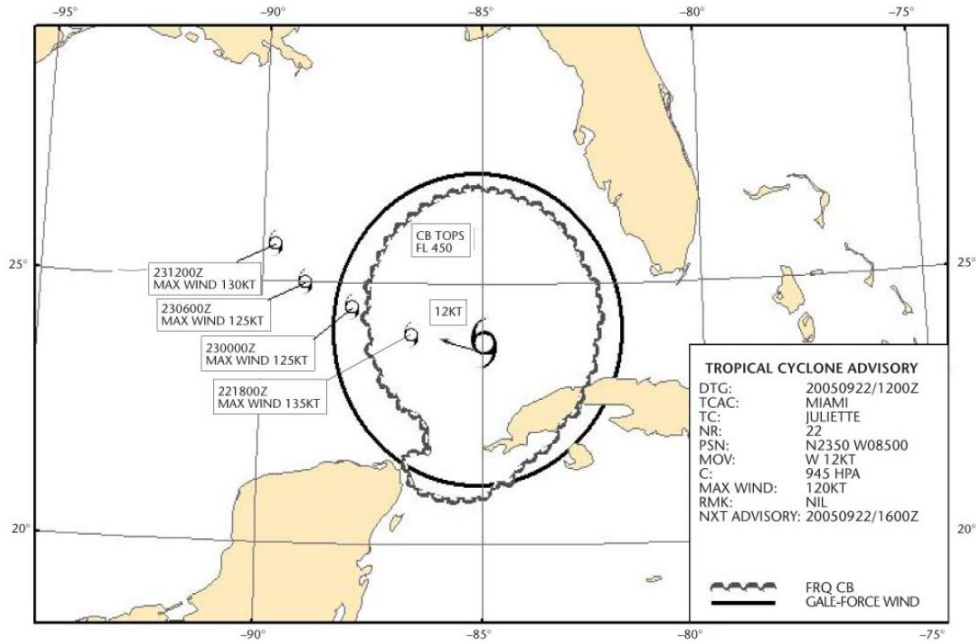 −95° −90° −85° −80° −75°
CB TOPS
FL 450
25° 25°
231200Z
MAX WIND 130KT
230600Z
MAX WIND 125KT
12KT
230000Z
MAX WIND 125KT
221800Z
MAX WIND 135KT
TROPICAL CYCLONE ADVISORY
DTG: 20050922/1200Z
TCAC: MIAMI
TC: JULIETTE
NR: 22
PSN: N2350 W08500
MOV: W 12KT
C: 945 HPA
MAX WIND: 120KT
RMK: NIL
NXT ADVISORY: 20050922/1600Z
20° 20°
FRQ CB
GALE-FORCE WIND
−90° −85° −80°